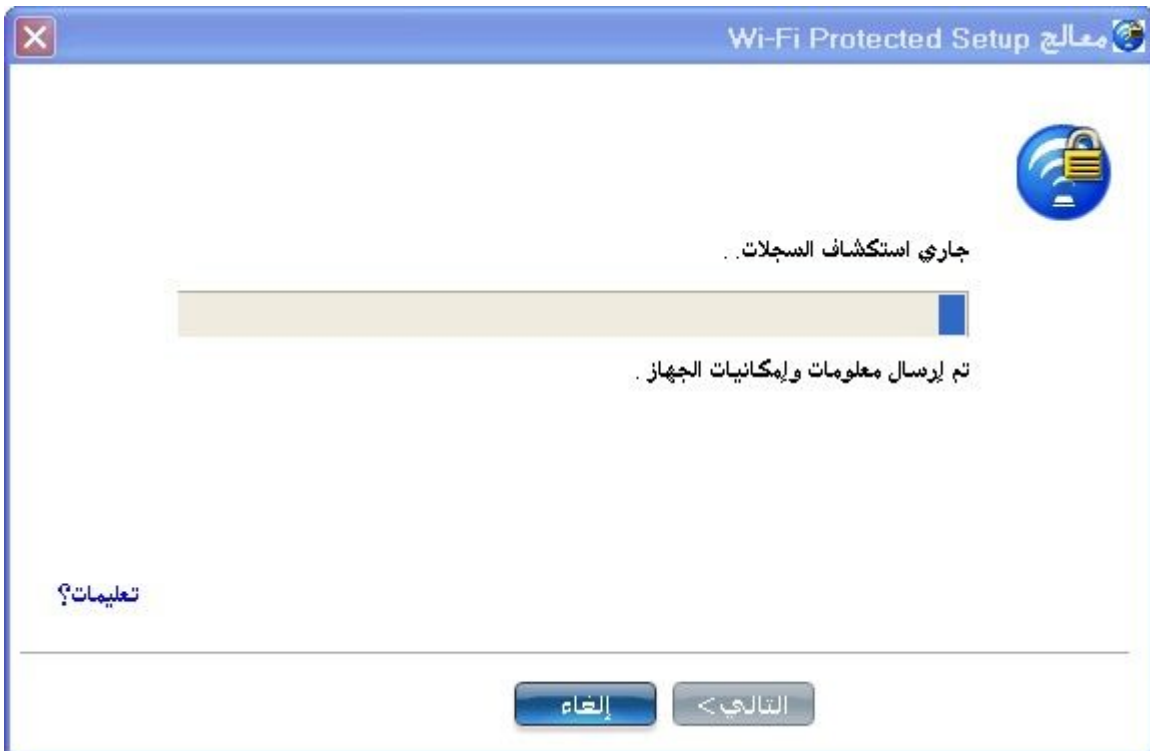 معالج Wi-Fi Protected Setup
جاري استكشاف السجلات. .
تم إرسال معلومات وإمكانيات الجهاز .
تعليمات؟
التالي >
إلغاء